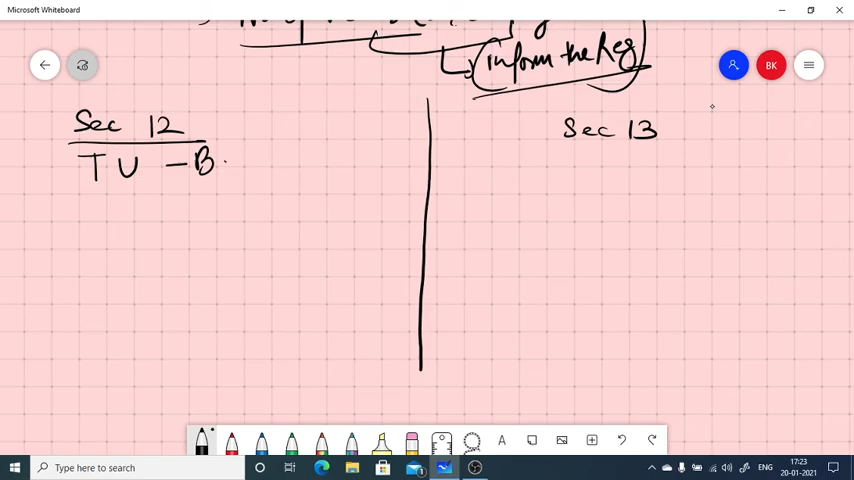 Microsoft Whiteboard
inform the Reg
BK
Sec 12
Sec 13
TU - B.
A
Type here to search
1
ENG
17:23
20-01-2021